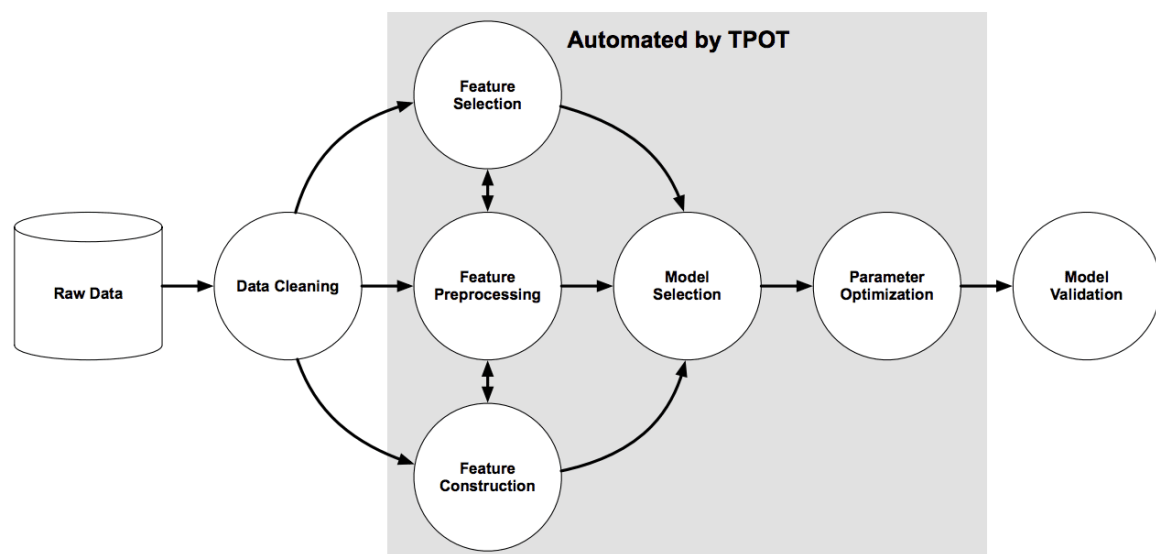 Automated by TPOT
Feature
Selection
Raw Data
Data Cleaning
Feature
Preprocessing
Model
Selection
Parameter
Optimization
Model
Validation
Feature
Construction